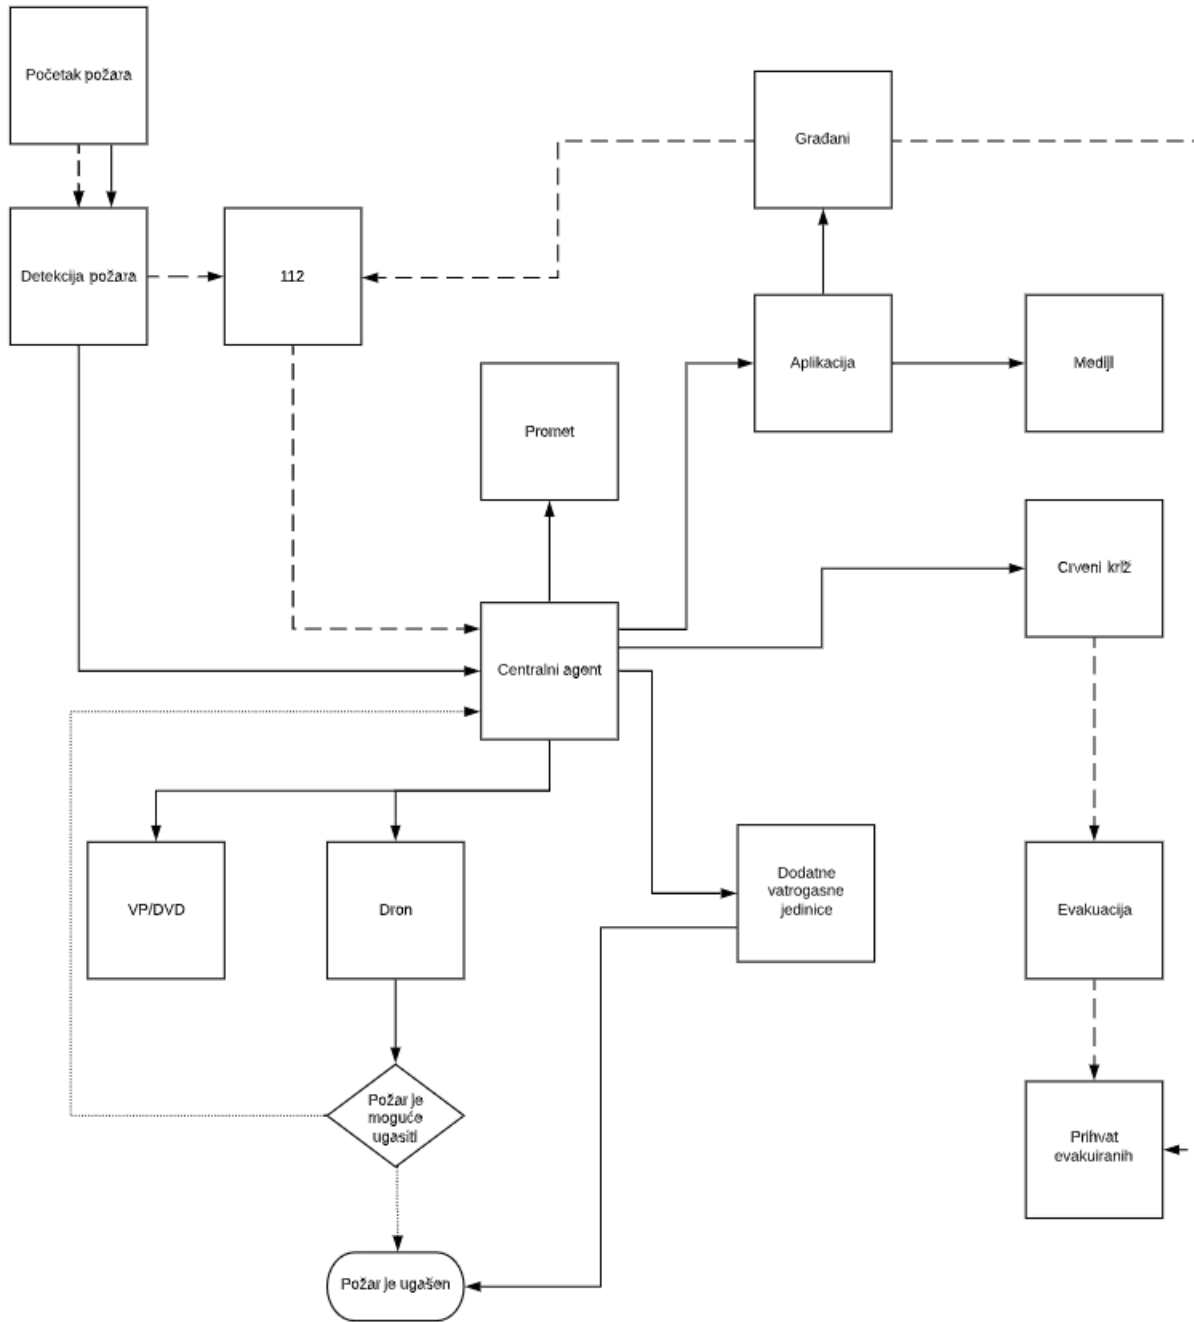 Početak požara
Građani
Detekcija požara
112
Aplikacija
Mediji
Promet
Crveni križ
Centralni agent
Dodatne
vatrogasne
jedinice
VP/DVD
Dron
Evakuacija
Požar je
moguće
ugasiti
Prihvat
evakuiranih
Požar je ugašen